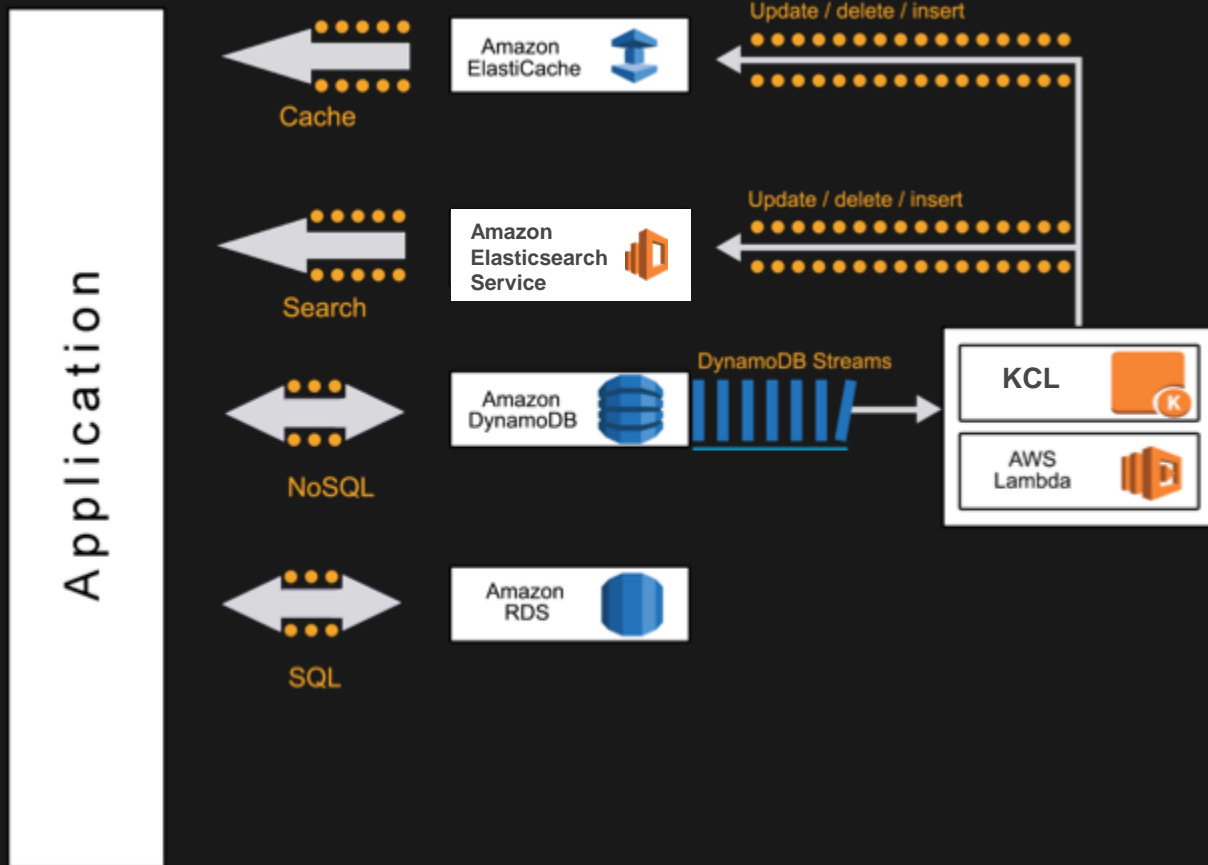 Application
Update / delete / insert
Amazon
ElastiCache
Cache
Update / delete / insert
Amazon
Elasticsearch
Service
Search
DynamoDB Streams
Amazon
DynamoDB
NoSQL
KCL
K
AWS
Lambda
Amazon
RDS
SQL